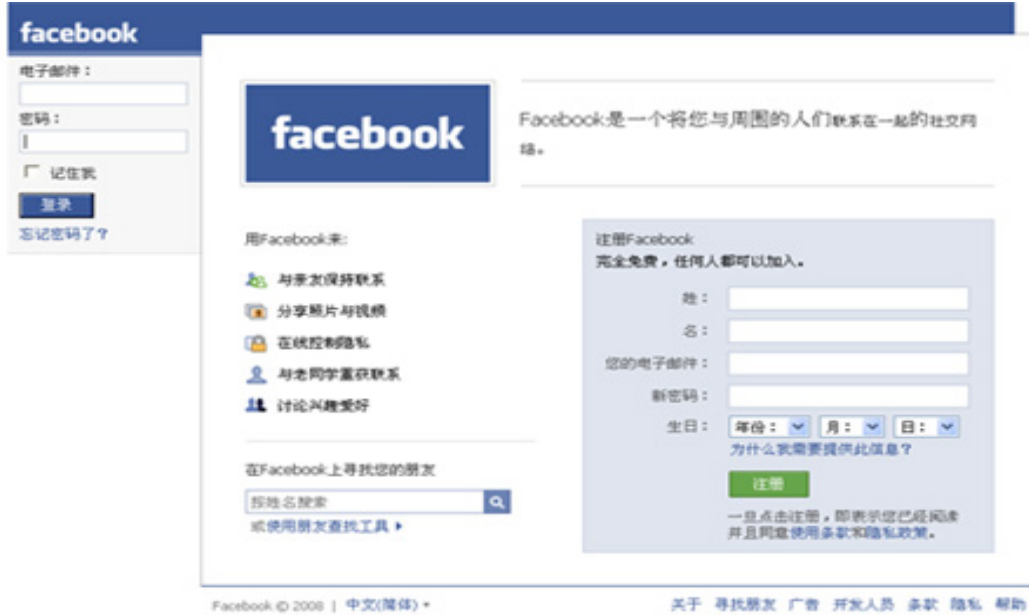 facebook
电子邮件：
密码：
记住我
登录
忘记密码了？
facebook
Facebook是一个将您与周围的人们联系在一起的社交网
络。
用Facebook来:
与亲友保持联系
分享照片与视频
在线控制隐私
与老同学重获联系
讨论兴趣爱好
在Facebook上寻找您的朋友
按姓名搜索
或使用朋友查找工具
注册Facebook
完全免费，任何人都可以加入。
姓：
名：
您的电子邮件：
新密码：
生日： 年份： 月： 日：
为什么我需要提供此信息？
注册
一旦点击注册，即表示您已经阅读
并且同意使用条款和隐私政策。
Facebook © 2008 | 中文(简体)
关于 寻找朋友 广告 开发人员 条款 隐私 帮助